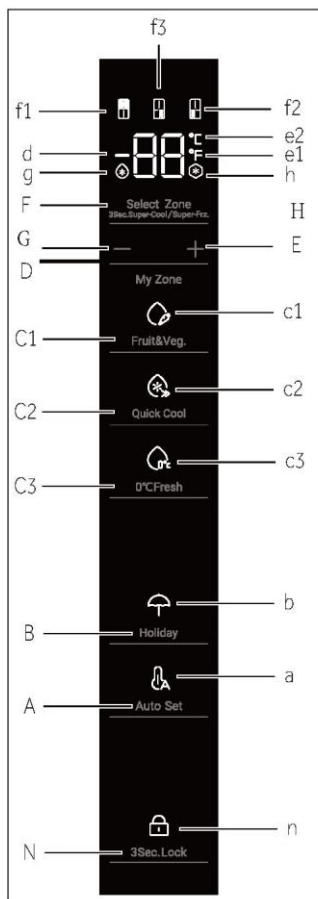 f3
f1 f2
88 °C e2
d °F e1
g h
F Select Zone H
3Sec.Super-Cool/Super-Frz.
G − + E
D
My Zone
c1
C1 Fruit&Veg.
c2
C2 Quick Cool
0°c c3
C3 0°CFresh
b
B Holiday
A a
A Auto Set
n
N 3Sec.Lock